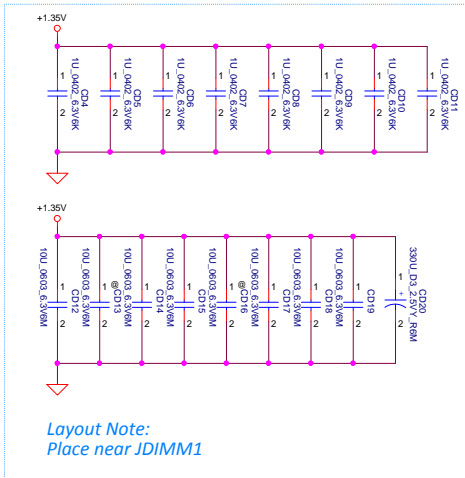 +1.35V
1
2
1U_0402_6.3V6K
CD4
1
2
1U_0402_6.3V6K
CD5
1
2
1U_0402_6.3V6K
CD6
1
2
1U_0402_6.3V6K
CD7
1
2
1U_0402_6.3V6K
CD8
1
2
1U_0402_6.3V6K
CD9
1
2
1U_0402_6.3V6K
CD10
1
2
1U_0402_6.3V6K
CD11
+1.35V
1
2
10U_0603_6.3V6M
CD12
1
2
10U_0603_6.3V6M
@CD13
1
2
10U_0603_6.3V6M
CD14
1
2
10U_0603_6.3V6M
CD15
1
2
10U_0603_6.3V6M
@CD16
1
2
10U_0603_6.3V6M
CD17
1
2
10U_0603_6.3V6M
CD18
1
2
10U_0603_6.3V6M
CD19
1
+
2
330U_D3_2.5VY_R6M
CD20
Layout Note:
Place near JDIMM1